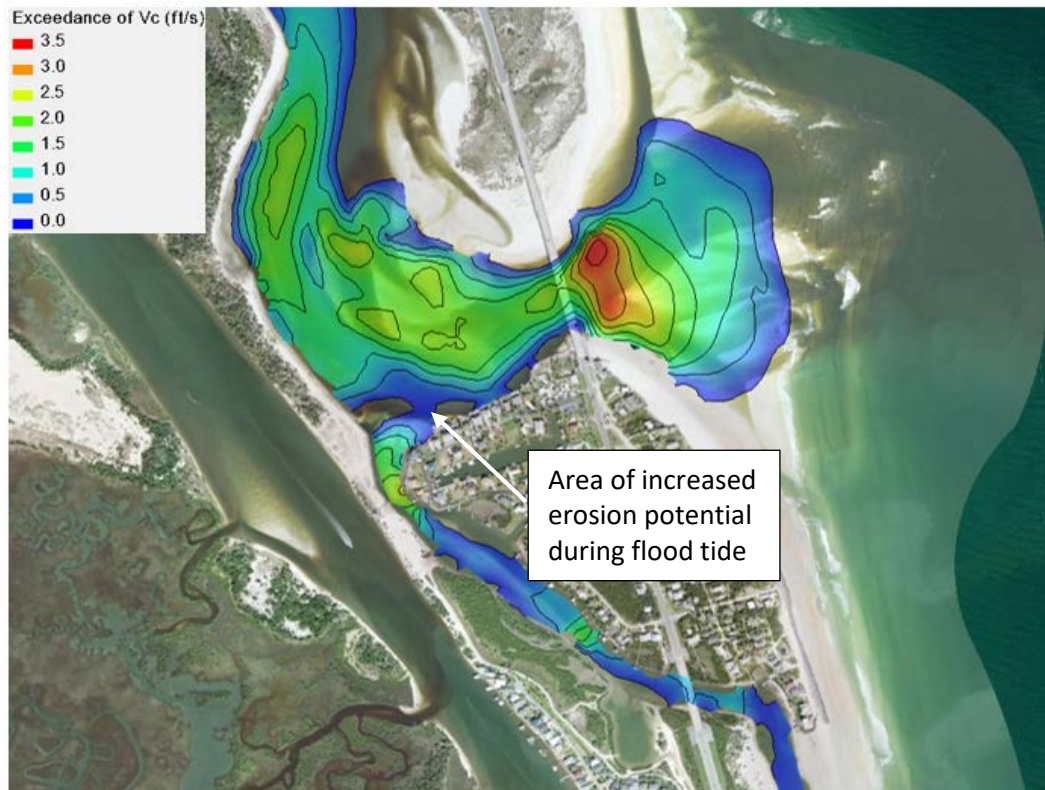 Exceedance of Vc (ft/s)
3.5
3.0
2.5
2.0
1.5
1.0
0.5
0.0
Area of increased
erosion potential
during flood tide